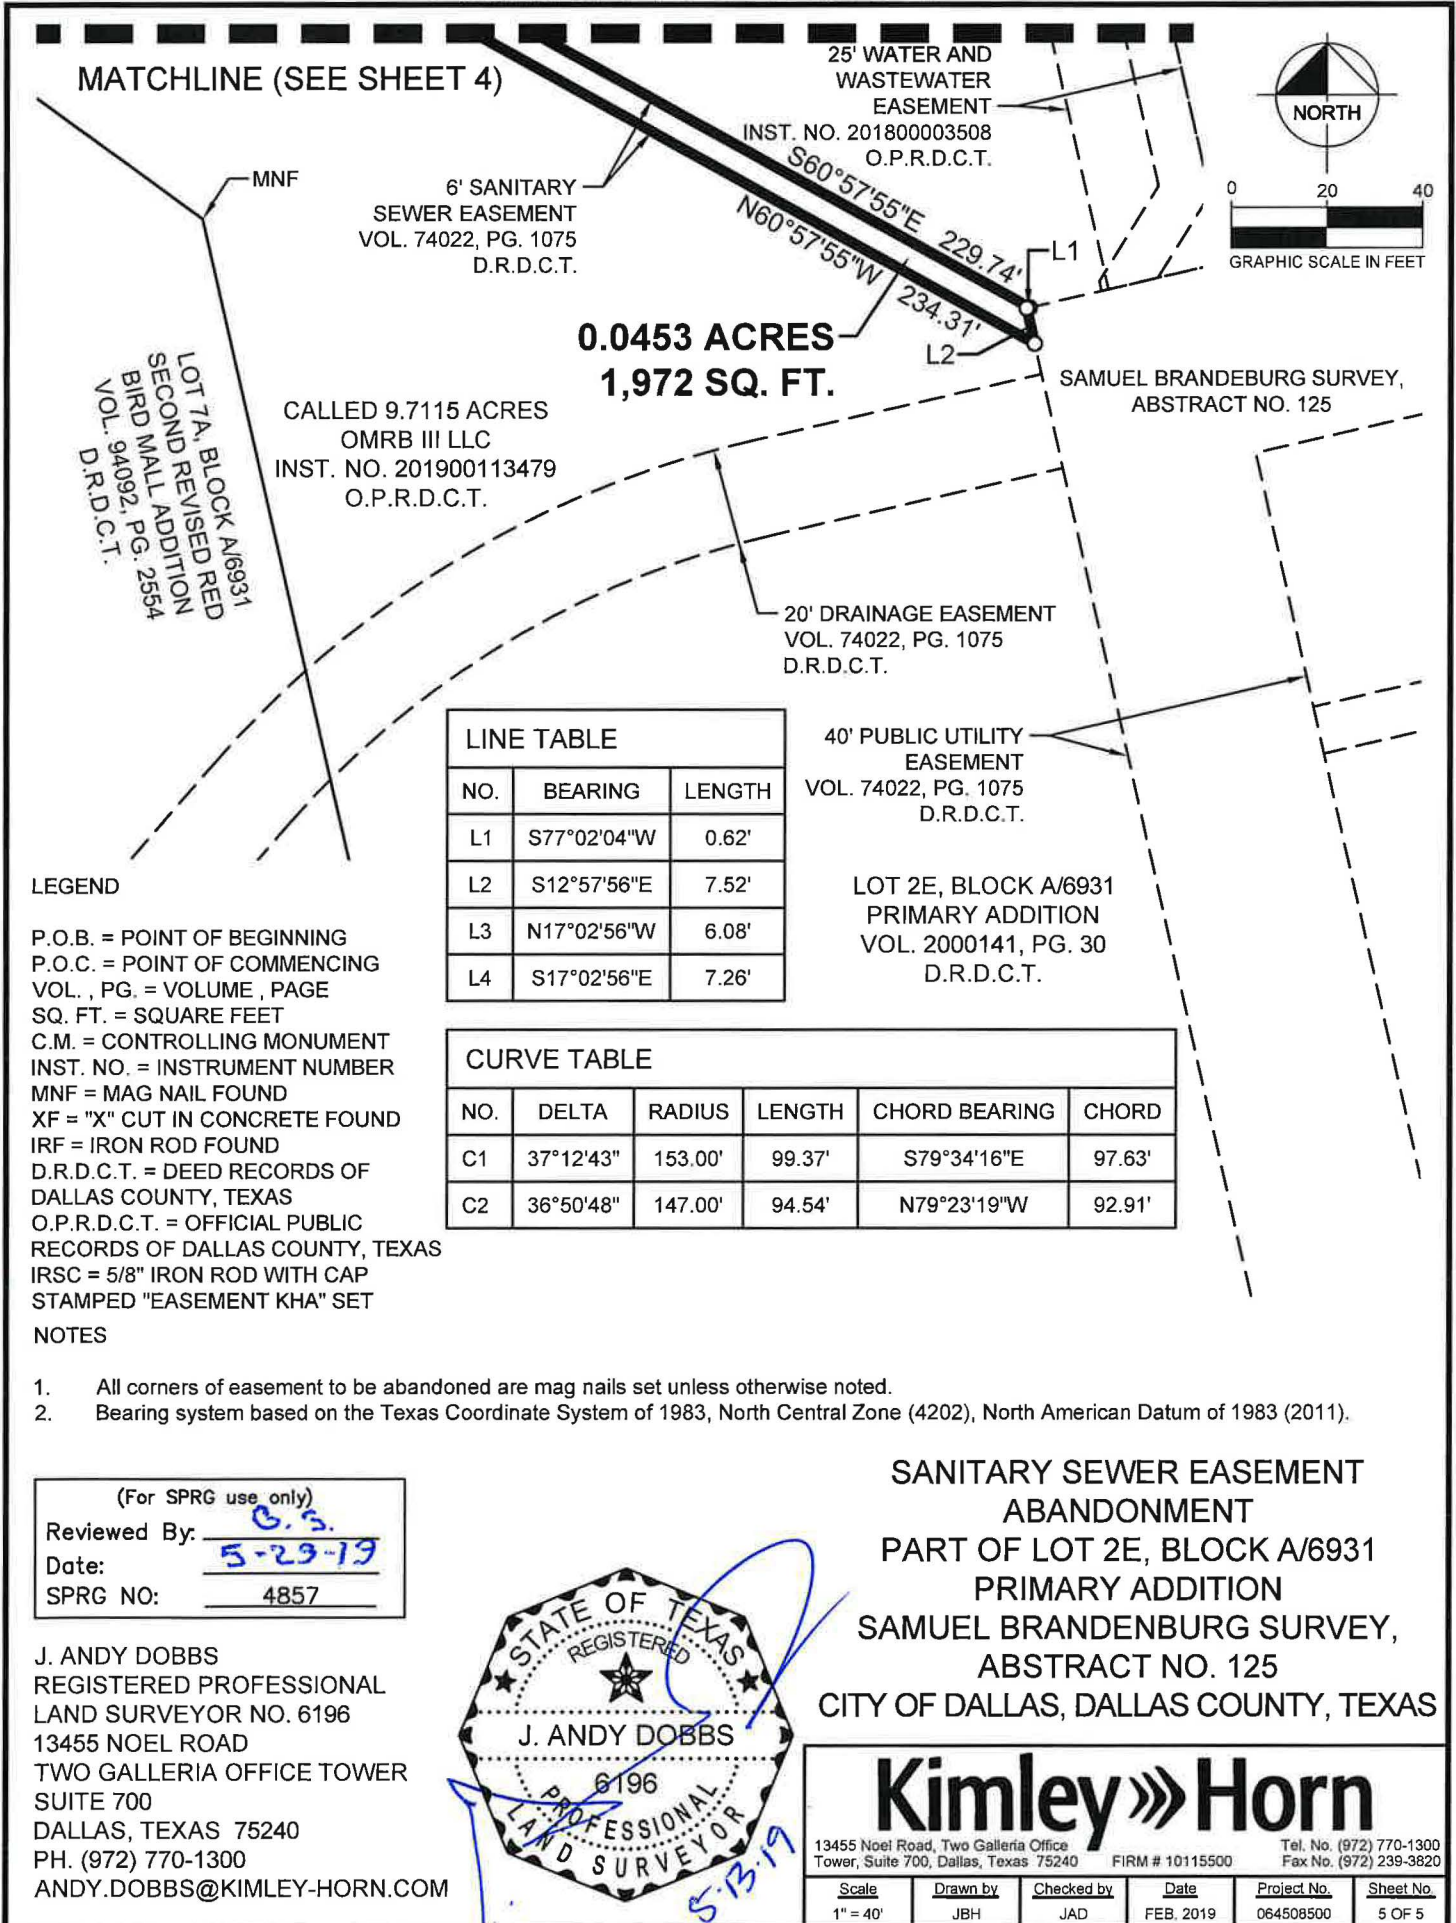 MATCHLINE (SEE SHEET 4)
25' WATER AND
WASTEWATER
EASEMENT
INST. NO. 201800003508
O.P.R.D.C.T.
NORTH
0 20 40
GRAPHIC SCALE IN FEET
MNF
6' SANITARY
SEWER EASEMENT
VOL. 74022, PG. 1075
D.R.D.C.T.
S60°57'55"E 229.74'
N60°57'55"W 234.31'
L1
L2
0.0453 ACRES
1,972 SQ. FT.
SAMUEL BRANDEBURG SURVEY,
ABSTRACT NO. 125
LOT 7A, BLOCK A/6931
SECOND REVISED RED
BIRD MALL ADDITION
VOL. 94092, PG. 2554
D.R.D.C.T.
CALLED 9.7115 ACRES
OMRB III LLC
INST. NO. 201900113479
O.P.R.D.C.T.
20' DRAINAGE EASEMENT
VOL. 74022, PG. 1075
D.R.D.C.T.
40' PUBLIC UTILITY
EASEMENT
VOL. 74022, PG. 1075
D.R.D.C.T.
LOT 2E, BLOCK A/6931
PRIMARY ADDITION
VOL. 2000141, PG. 30
D.R.D.C.T.
LINE TABLE
NO. BEARING LENGTH
L1 S77°02'04"W 0.62'
L2 S12°57'56"E 7.52'
L3 N17°02'56"W 6.08'
L4 S17°02'56"E 7.26'
CURVE TABLE
NO. DELTA RADIUS LENGTH CHORD BEARING CHORD
C1 37°12'43" 153.00' 99.37' S79°34'16"E 97.63'
C2 36°50'48" 147.00' 94.54' N79°23'19"W 92.91'
LEGEND
P.O.B. = POINT OF BEGINNING
P.O.C. = POINT OF COMMENCING
VOL. , PG. = VOLUME , PAGE
SQ. FT. = SQUARE FEET
C.M. = CONTROLLING MONUMENT
INST. NO. = INSTRUMENT NUMBER
MNF = MAG NAIL FOUND
XF = "X" CUT IN CONCRETE FOUND
IRF = IRON ROD FOUND
D.R.D.C.T. = DEED RECORDS OF
DALLAS COUNTY, TEXAS
O.P.R.D.C.T. = OFFICIAL PUBLIC
RECORDS OF DALLAS COUNTY, TEXAS
IRSC = 5/8" IRON ROD WITH CAP
STAMPED "EASEMENT KHA" SET
NOTES
1. All corners of easement to be abandoned are mag nails set unless otherwise noted.
2. Bearing system based on the Texas Coordinate System of 1983, North Central Zone (4202), North American Datum of 1983 (2011).
(For SPRG use only)
Reviewed By: G.S.
Date: 5-23-19
SPRG NO: 4857
J. ANDY DOBBS
REGISTERED PROFESSIONAL
LAND SURVEYOR NO. 6196
13455 NOEL ROAD
TWO GALLERIA OFFICE TOWER
SUITE 700
DALLAS, TEXAS 75240
PH. (972) 770-1300
ANDY.DOBBS@KIMLEY-HORN.COM
STATE OF TEXAS
REGISTERED
J. ANDY DOBBS
6196
PROFESSIONAL
LAND SURVEYOR
5.13.19
SANITARY SEWER EASEMENT
ABANDONMENT
PART OF LOT 2E, BLOCK A/6931
PRIMARY ADDITION
SAMUEL BRANDENBURG SURVEY,
ABSTRACT NO. 125
CITY OF DALLAS, DALLAS COUNTY, TEXAS
Kimley»Horn
13455 Noel Road, Two Galleria Office
Tower, Suite 700, Dallas, Texas 75240 FIRM # 10115500
Tel. No. (972) 770-1300
Fax No. (972) 239-3820
Scale Drawn by Checked by Date Project No. Sheet No.
1" = 40' JBH JAD FEB. 2019 064508500 5 OF 5